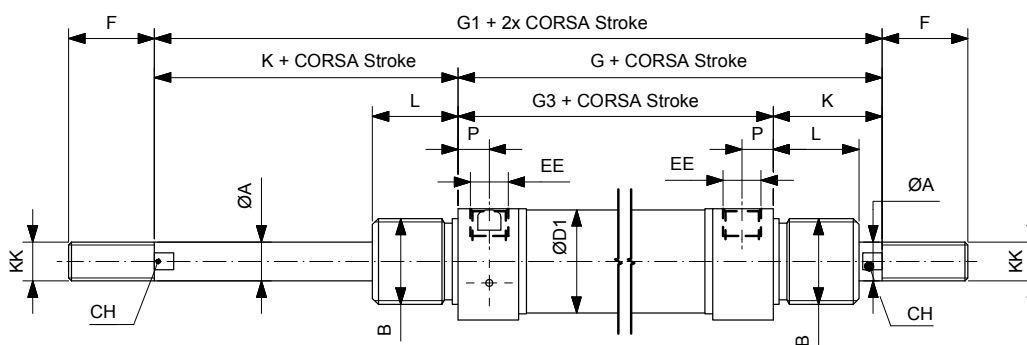 F
G1 + 2x CORSA Stroke
F
K + CORSA Stroke
G + CORSA Stroke
L
G3 + CORSA Stroke
K
P
P
L
EE
EE
ØA
ØD1
ØA
KK
KK
CH
B
B
CH